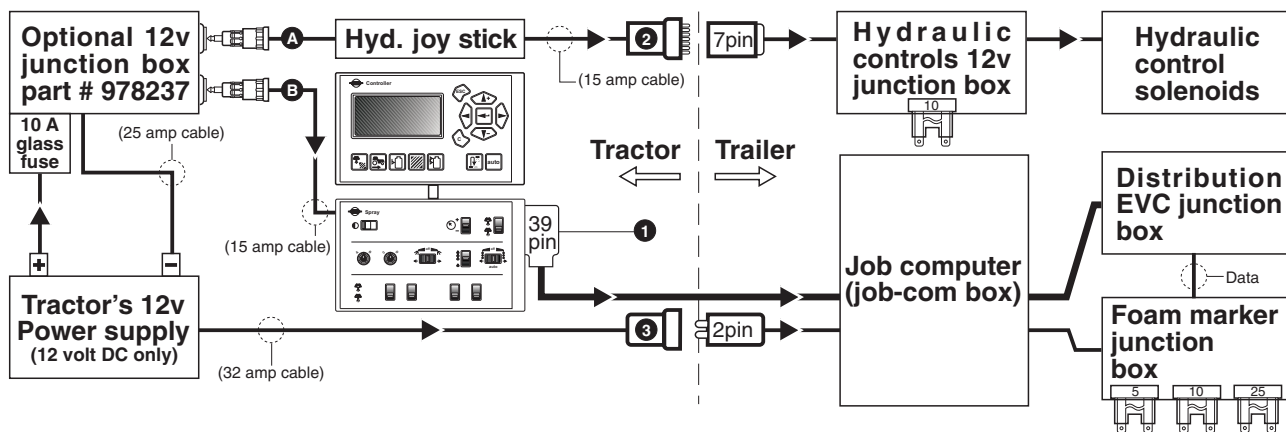 Optional 12v
junction box
part # 978237
10 A
glass
fuse
(25 amp cable)
+
−
Tractor's 12v
Power supply
(12 volt DC only)
(32 amp cable)
A
B
Hyd. joy stick
(15 amp cable)
2
7pin
Hydraulic
controls 12v
junction box
10
Hydraulic
control
solenoids
Controller
ESC
C
auto
(15 amp cable)
Spray
39
pin
1
Tractor
Trailer
3
2pin
Job computer
(job-com box)
Distribution
EVC junction
box
Data
Foam marker
junction
box
5
10
25